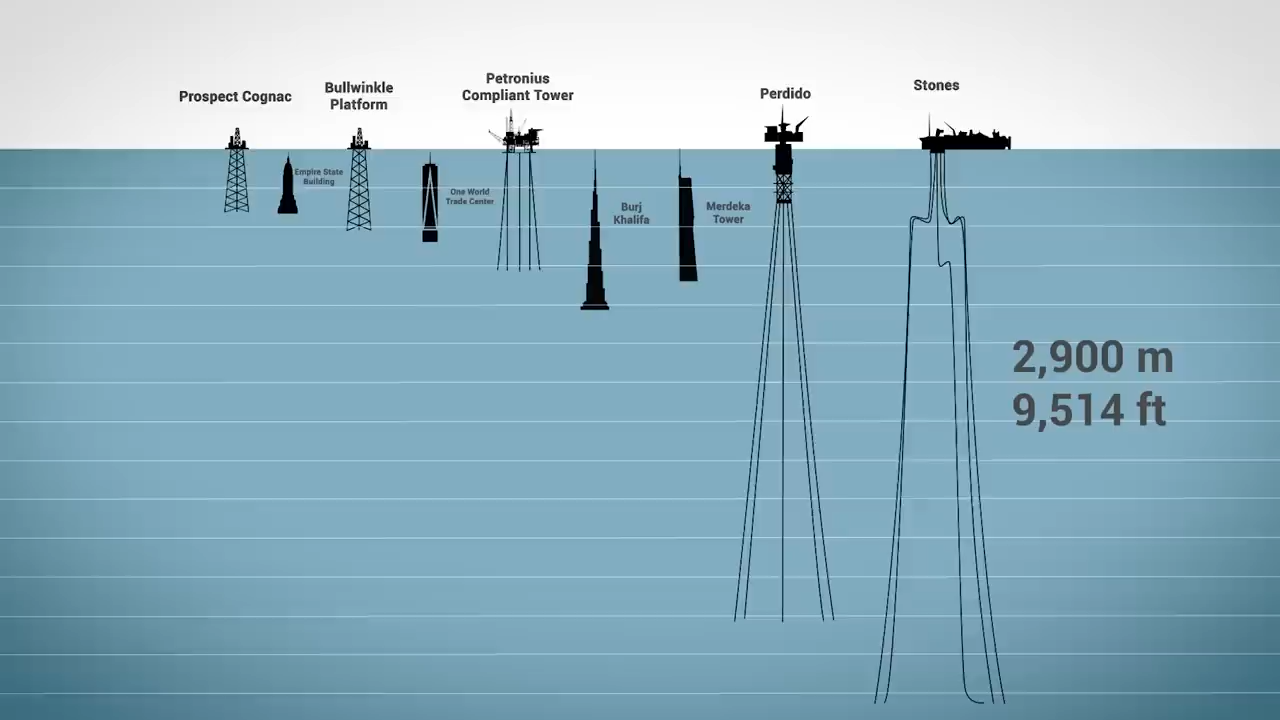 Prospect Cognac
Bullwinkle
Platform
Petronius
Compliant Tower
Perdido
Stones
Empire State
Building
One World
Trade Center
Burj
Khalifa
Merdeka
Tower
2,900 m
9,514 ft